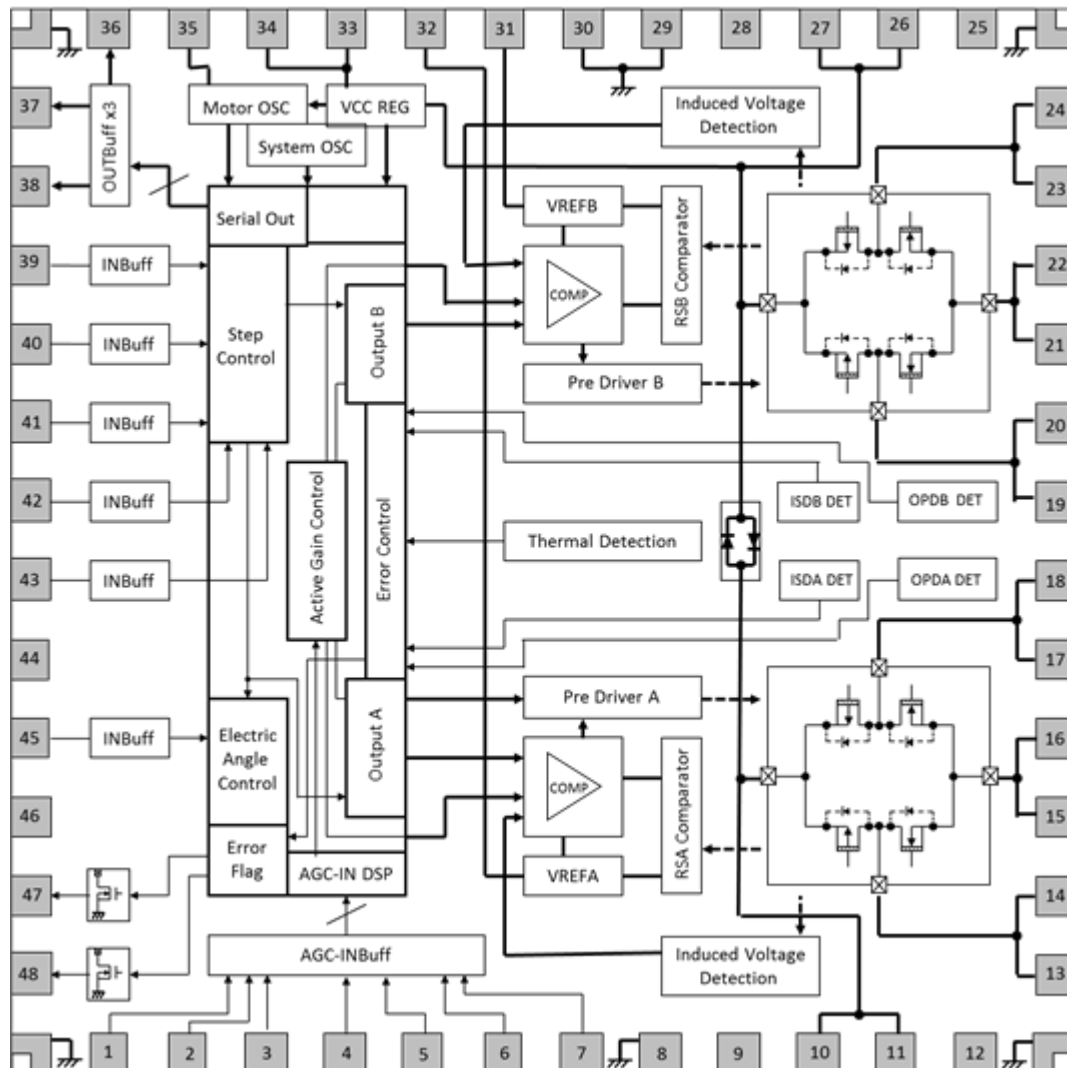 36
35
34
33
32
31
30
29
28
27
26
25
37
38
39
40
41
42
43
44
45
46
47
48
24
23
22
21
20
19
18
17
16
15
14
13
1
2
3
4
5
6
7
8
9
10
11
12
OUTBuff x3
Motor OSC
VCC REG
System OSC
Serial Out
INBuff
INBuff
INBuff
INBuff
INBuff
INBuff
Step
Control
Output B
Active Gain Control
Error Control
Output A
Electric
Angle
Control
Error
Flag
AGC-IN DSP
AGC-INBuff
Induced Voltage
Detection
VREFB
COMP
RSB Comparator
Pre Driver B
ISDB DET
OPDB DET
Thermal Detection
ISDA DET
OPDA DET
Pre Driver A
COMP
RSA Comparator
VREFA
Induced Voltage
Detection